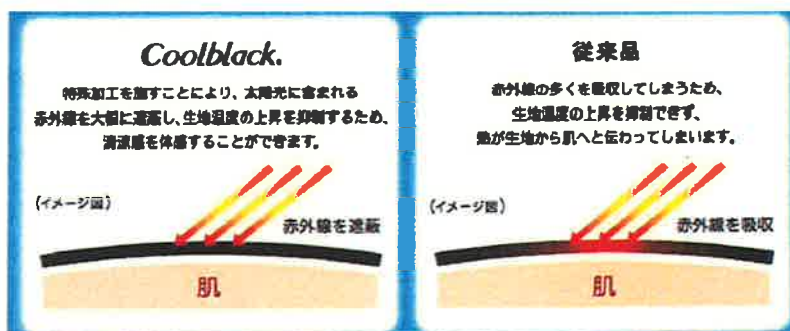 Coolblack.
特殊加工を施すことにより、太陽光に含まれる
赤外線を大幅に遮蔽し、生地温度の上昇を抑制するため、
清涼感を体感することができます。
(イメージ図)
赤外線を遮蔽
肌
従来品
赤外線の多くを吸収してしまうため、
生地温度の上昇を抑制できず、
熱が生地から肌へと伝わってしまいます。
(イメージ図)
赤外線を吸収
肌